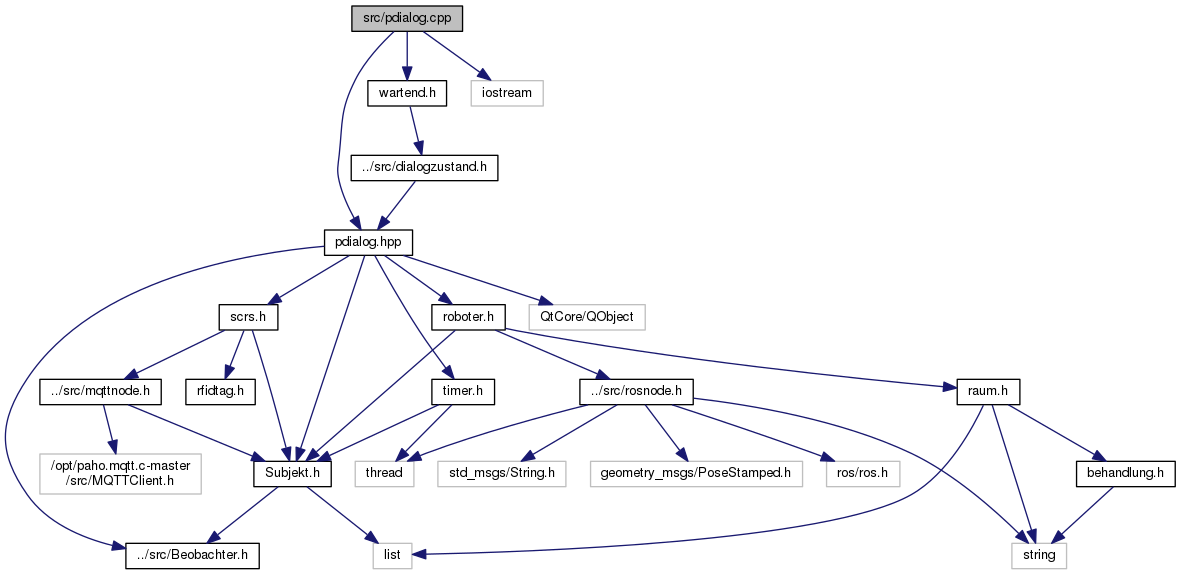 src/pdialog.cpp
wartend.h
iostream
../src/dialogzustand.h
pdialog.hpp
scrs.h
roboter.h
QtCore/QObject
../src/mqttnode.h
rfidtag.h
timer.h
../src/rosnode.h
raum.h
/opt/paho.mqtt.c-master
/src/MQTTClient.h
Subjekt.h
thread
std_msgs/String.h
geometry_msgs/PoseStamped.h
ros/ros.h
behandlung.h
../src/Beobachter.h
list
string